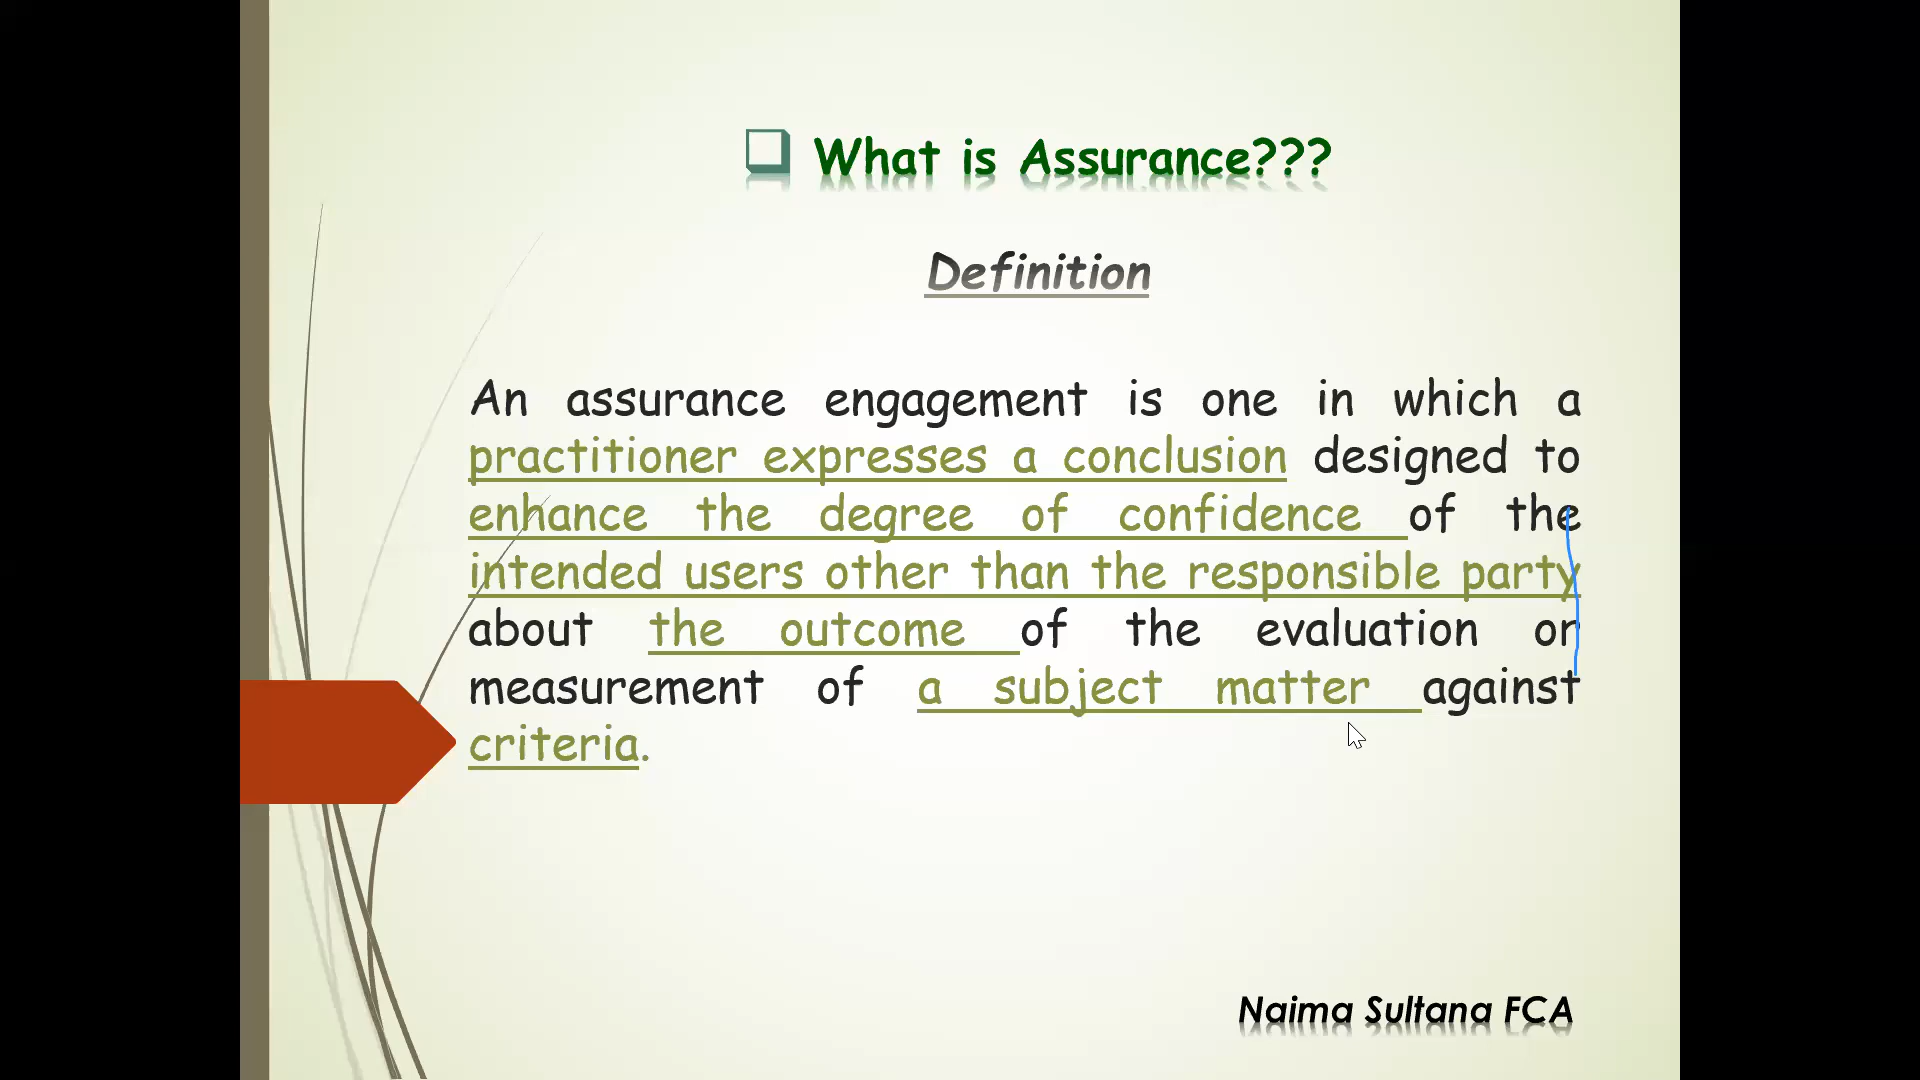 What is Assurance???
Definition
An assurance engagement is one in which a
practitioner expresses a conclusion designed to
enhance the degree of confidence of the
intended users other than the responsible party
about the outcome of the evaluation or
measurement of a subject matter against
criteria.
Naima Sultana FCA